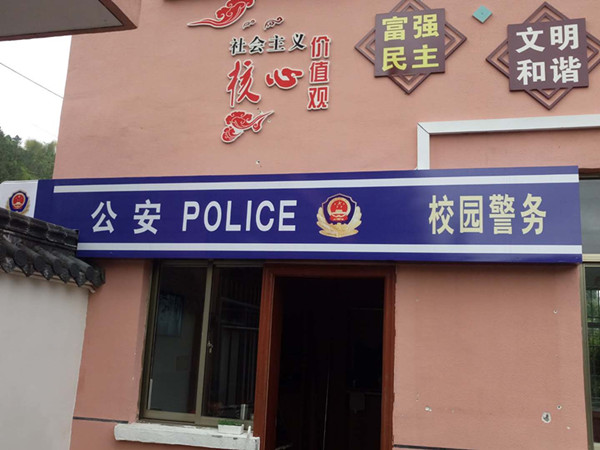 社会主义
核心
价值观
富强
民主
文明
和谐
公安 POLICE 校园警务